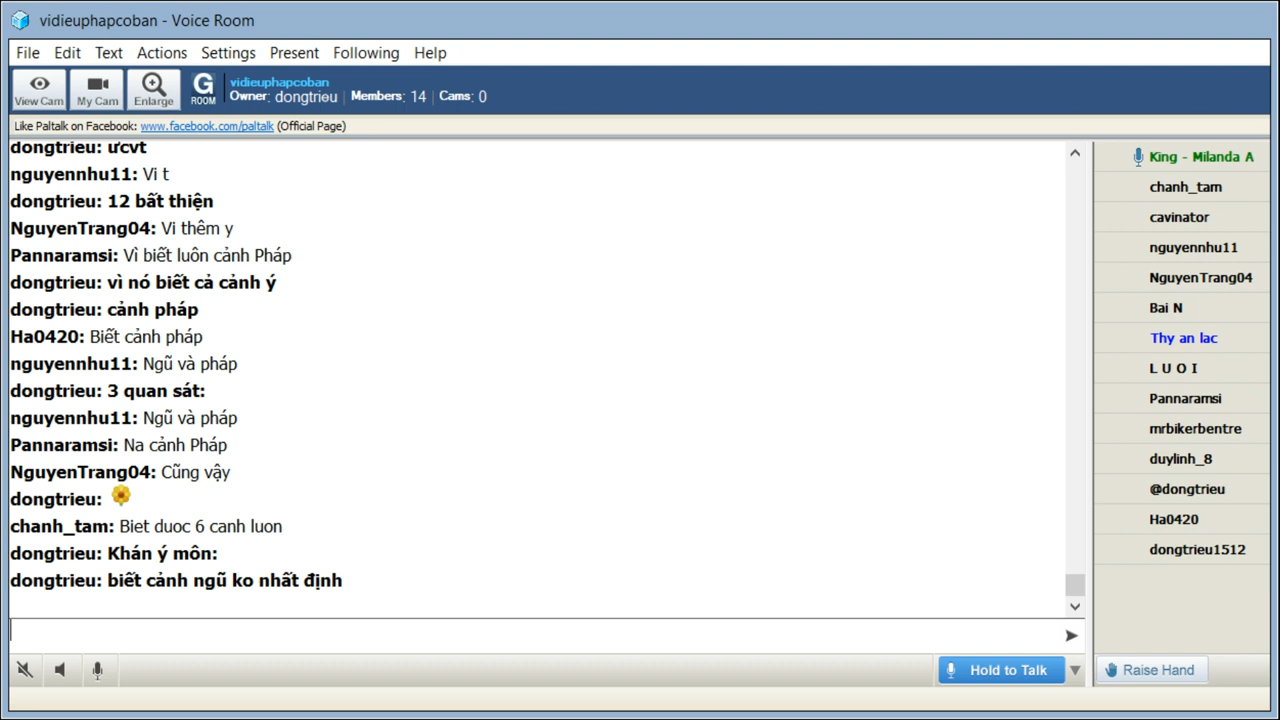 vidieuphapcoban - Voice Room
File Edit Text Actions Settings Present Following Help
View Cam My Cam Enlarge G ROOM
vidieuphapcoban
Owner: dongtrieu | Members: 14 | Cams: 0
Like Paltalk on Facebook: www.facebook.com/paltalk (Official Page)
dongtrieu: ưcvt
nguyennhu11: Vi t
dongtrieu: 12 bất thiện
NguyenTrang04: Vi thêm y
Pannaramsi: Vì biết luôn cảnh Pháp
dongtrieu: vì nó biết cả cảnh ý
dongtrieu: cảnh pháp
Ha0420: Biết cảnh pháp
nguyennhu11: Ngũ và pháp
dongtrieu: 3 quan sát:
nguyennhu11: Ngũ và pháp
Pannaramsi: Na cảnh Pháp
NguyenTrang04: Cũng vậy
dongtrieu:
chanh_tam: Biet duoc 6 canh luon
dongtrieu: Khán ý môn:
dongtrieu: biết cảnh ngũ ko nhất định
King - Milanda A
chanh_tam
cavinator
nguyennhu11
NguyenTrang04
Bai N
Thy an lac
L U O I
Pannaramsi
mrbikerbentre
duylinh_8
@dongtrieu
Ha0420
dongtrieu1512
Hold to Talk
Raise Hand